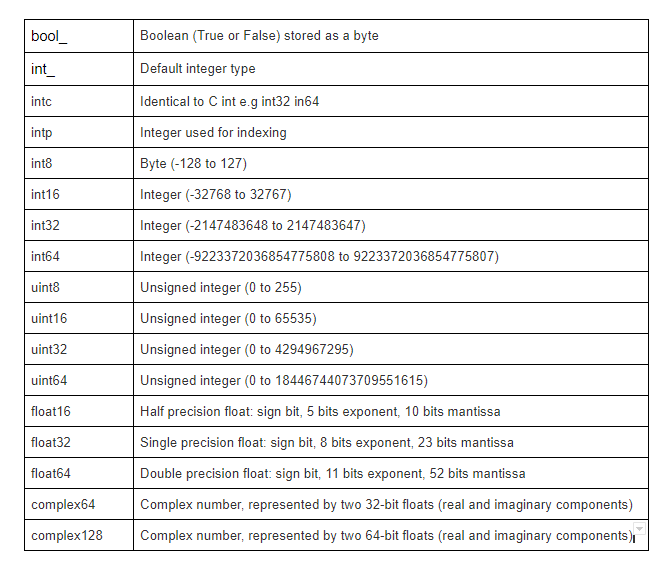 bool_ Boolean (True or False) stored as a byte
int_ Default integer type
intc Identical to C int e.g int32 in64
intp Integer used for indexing
int8 Byte (-128 to 127)
int16 Integer (-32768 to 32767)
int32 Integer (-2147483648 to 2147483647)
int64 Integer (-9223372036854775808 to 9223372036854775807)
uint8 Unsigned integer (0 to 255)
uint16 Unsigned integer (0 to 65535)
uint32 Unsigned integer (0 to 4294967295)
uint64 Unsigned integer (0 to 18446744073709551615)
float16 Half precision float: sign bit, 5 bits exponent, 10 bits mantissa
float32 Single precision float: sign bit, 8 bits exponent, 23 bits mantissa
float64 Double precision float: sign bit, 11 bits exponent, 52 bits mantissa
complex64 Complex number, represented by two 32-bit floats (real and imaginary components)
complex128 Complex number, represented by two 64-bit floats (real and imaginary components)